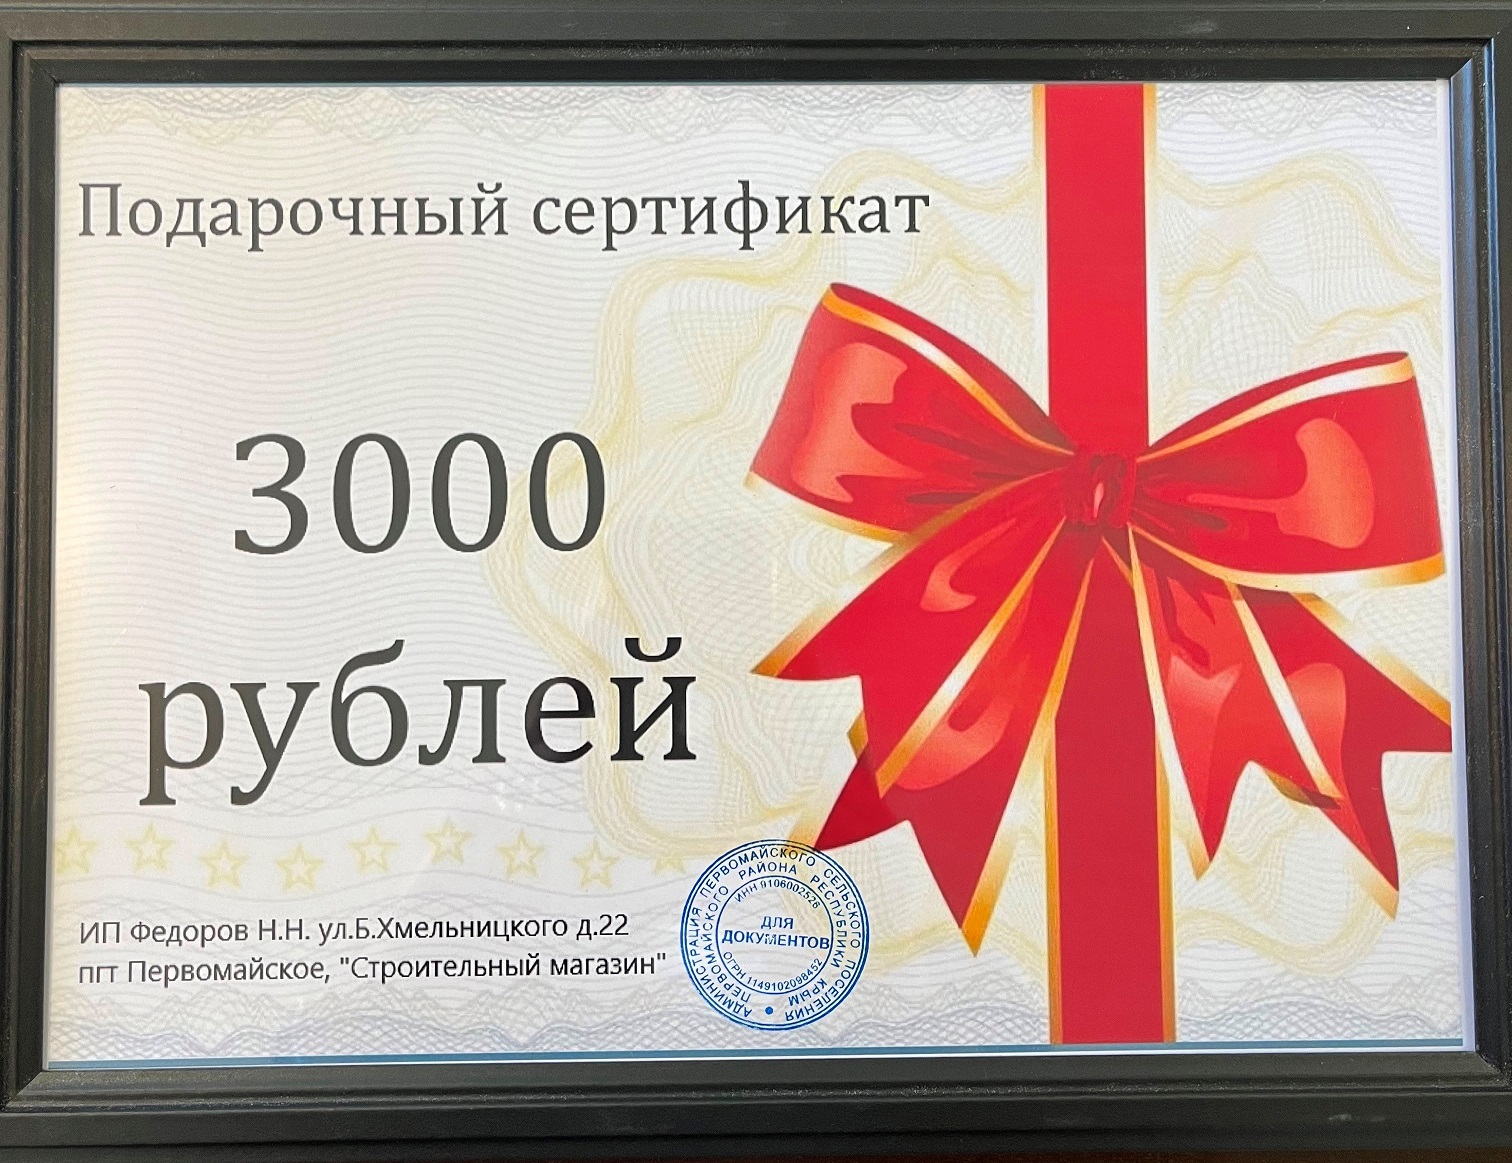 Подарочный сертификат
3000
рублей
ИП Федоров Н.Н. ул.Б.Хмельницкого д.22
пгт Первомайское, "Строительный магазин"
АДМИНИСТРАЦИЯ ПЕРВОМАЙСКОГО СЕЛЬСКОГО ПОСЕЛЕНИЯ
ПЕРВОМАЙСКОГО РАЙОНА РЕСПУБЛИКИ КРЫМ
ИНН 9106002526
ДЛЯ
ДОКУМЕНТОВ
ОГРН 1149102098452